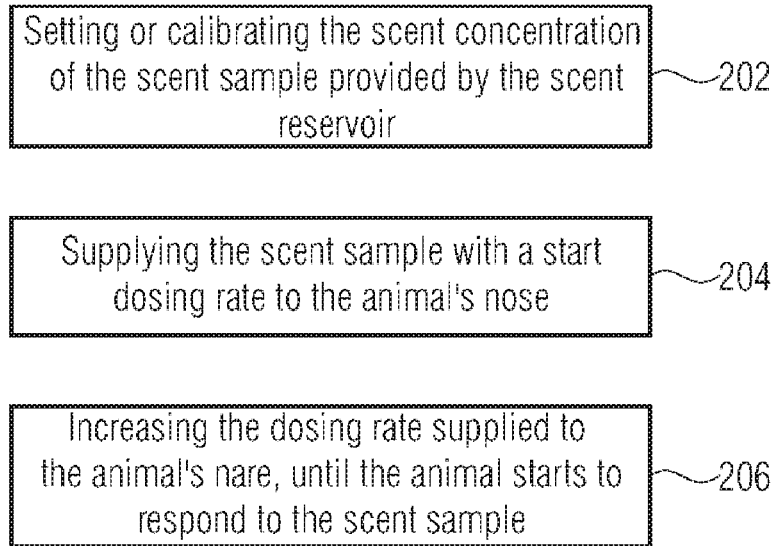 Setting or calibrating the scent concentration
of the scent sample provided by the scent
reservoir
202
Supplying the scent sample with a start
dosing rate to the animal's nose
204
Increasing the dosing rate supplied to
the animal's nare, until the animal starts to
respond to the scent sample
206